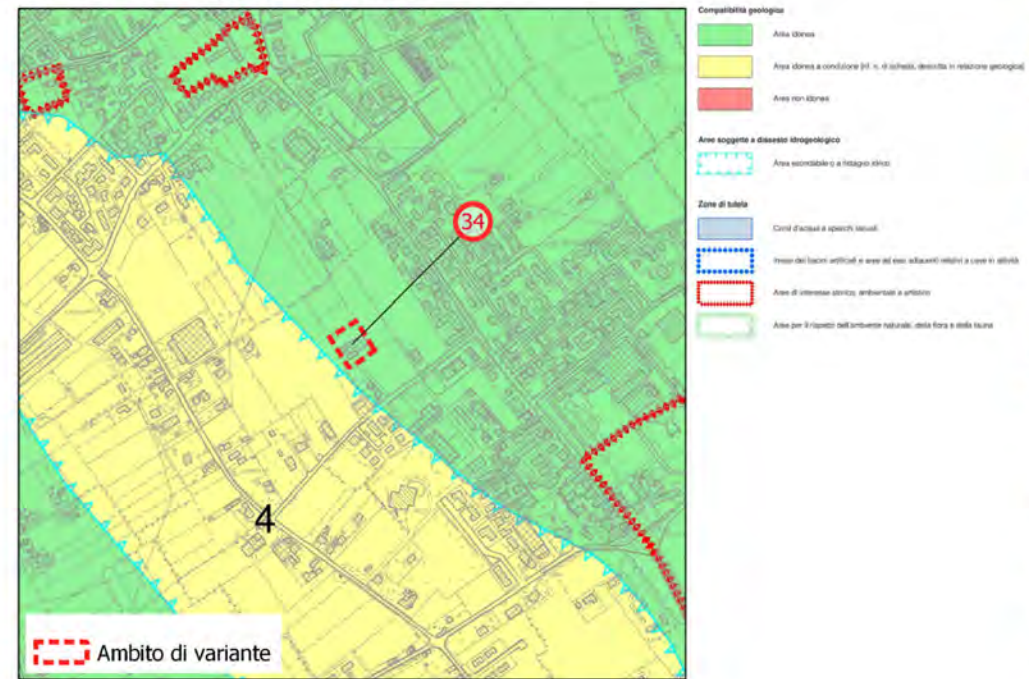 34
4
Ambito di variante
Compatibilità geologica
Area idonea
Area idonea a condizione [rif. n. di scheda, descritta in relazione geologica]
Area non idonea
Aree soggette a dissesto idrogeologico
Area esondabile o a ristagno idrico
Zone di tutela
Corsi d'acqua e specchi lacuali
Invasi dei bacini artificiali e aree ad essi adiacenti relativi a cave in attività
Aree di interesse storico, ambientale e artistico
Area per il rispetto dell'ambiente naturale, della flora e della fauna